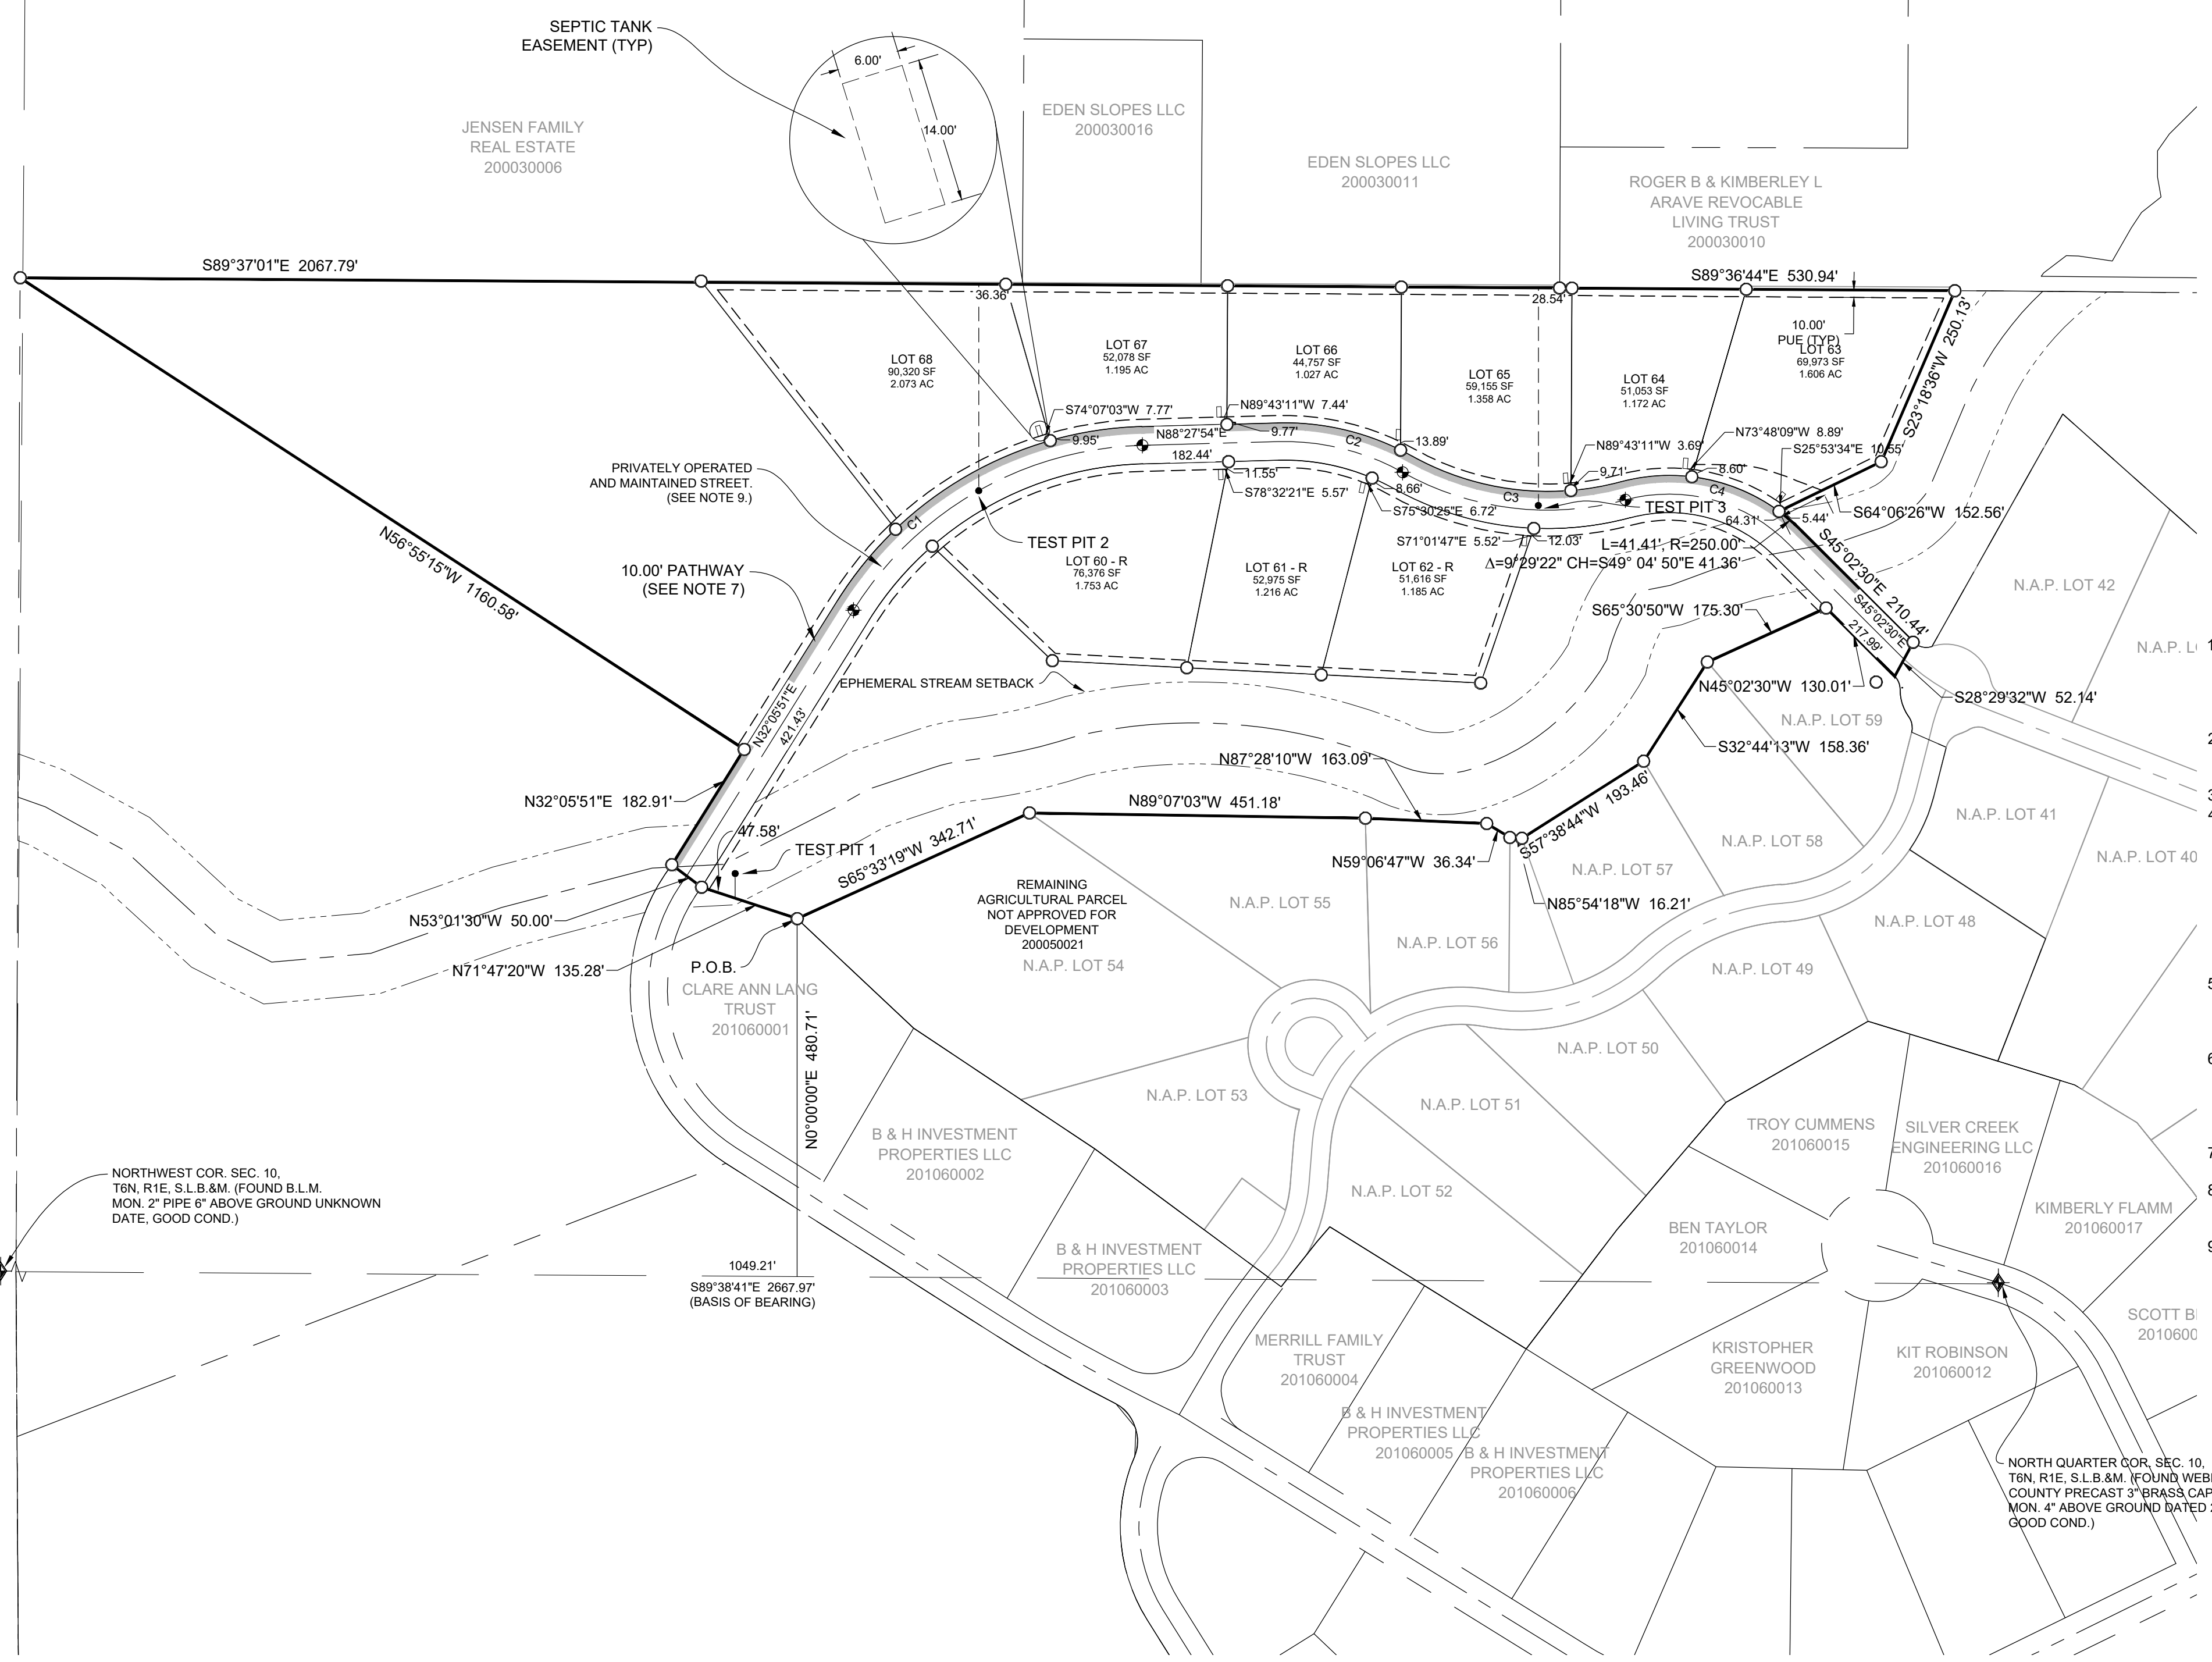 SEPTIC TANK
EASEMENT (TYP)
6.00'
14.00'
JENSEN FAMILY
REAL ESTATE
200030006
EDEN SLOPES LLC
200030016
EDEN SLOPES LLC
200030011
ROGER B & KIMBERLEY L
ARAVE REVOCABLE
LIVING TRUST
200030010
S89°37'01"E 2067.79'
S89°36'44"E 530.94'
36.36'
28.54'
10.00'
PUE (TYP)
S23°18'36"W 250.13'
LOT 68
90,320 SF
2.073 AC
LOT 67
52,078 SF
1.195 AC
LOT 66
44,757 SF
1.027 AC
LOT 65
59,155 SF
1.358 AC
LOT 64
51,053 SF
1.172 AC
LOT 63
69,973 SF
1.606 AC
S74°07'03"W 7.77'
N89°43'11"W 7.44'
9.95'
N88°27'54"E
9.77'
C2
13.89'
182.44'
11.55'
S78°32'21"E 5.57'
8.66'
S75°30'25"E 6.72'
N89°43'11"W 3.69'
N73°48'09"W 8.89'
S25°53'34"E 10.55'
9.71'
8.60'
C3
C4
TEST PIT 3
64.31'
5.44'
S64°06'26"W 152.56'
S71°01'47"E 5.52'
12.03'
L=41.41', R=250.00'
Δ=9°29'22" CH=S49° 04' 50"E 41.36'
S45°02'30"E 210.44'
S45°02'30"E
217.99'
C1
PRIVATELY OPERATED
AND MAINTAINED STREET.
(SEE NOTE 9.)
TEST PIT 2
10.00' PATHWAY
(SEE NOTE 7)
N56°55'15"W 1160.58'
LOT 60 - R
76,376 SF
1.753 AC
LOT 61 - R
52,975 SF
1.216 AC
LOT 62 - R
51,616 SF
1.185 AC
S65°30'50"W 175.30'
N.A.P. LOT 42
EPHEMERAL STREAM SETBACK
N45°02'30"W 130.01'
S28°29'32"W 52.14'
N32°05'51"E
421.43'
N.A.P. LOT 59
S32°44'13"W 158.36'
N87°28'10"W 163.09'
N32°05'51"E 182.91'
N89°07'03"W 451.18'
S57°38'44"W 193.46'
N.A.P. LOT 41
47.58'
TEST PIT 1
S65°33'19"W 342.71'
N59°06'47"W 36.34'
N.A.P. LOT 58
N.A.P. LOT 57
N.A.P. LOT 40
REMAINING
AGRICULTURAL PARCEL
NOT APPROVED FOR
DEVELOPMENT
200050021
N.A.P. LOT 54
N.A.P. LOT 55
N85°54'18"W 16.21'
N53°01'30"W 50.00'
N.A.P. LOT 48
N.A.P. LOT 56
N71°47'20"W 135.28'
P.O.B.
N.A.P. LOT 49
CLARE ANN LANG
TRUST
201060001
N0°00'00"E 480.71'
N.A.P. LOT 50
N.A.P. LOT 53
N.A.P. LOT 51
B & H INVESTMENT
PROPERTIES LLC
201060002
TROY CUMMENS
201060015
SILVER CREEK
ENGINEERING LLC
201060016
NORTHWEST COR. SEC. 10,
T6N, R1E, S.L.B.&M. (FOUND B.L.M.
MON. 2" PIPE 6" ABOVE GROUND UNKNOWN
DATE, GOOD COND.)
N.A.P. LOT 52
KIMBERLY FLAMM
201060017
BEN TAYLOR
201060014
B & H INVESTMENT
PROPERTIES LLC
201060003
1049.21'
S89°38'41"E 2667.97'
(BASIS OF BEARING)
MERRILL FAMILY
TRUST
201060004
KRISTOPHER
GREENWOOD
201060013
KIT ROBINSON
201060012
SCOTT B
201060
B & H INVESTMENT
PROPERTIES LLC
201060005
B & H INVESTMENT
PROPERTIES LLC
201060006
NORTH QUARTER COR, SEC. 10,
T6N, R1E, S.L.B.&M. (FOUND
COUNTY PRECAST 3" BRASS CAP
MON. 4" ABOVE GROUND DATED
GOOD COND.)